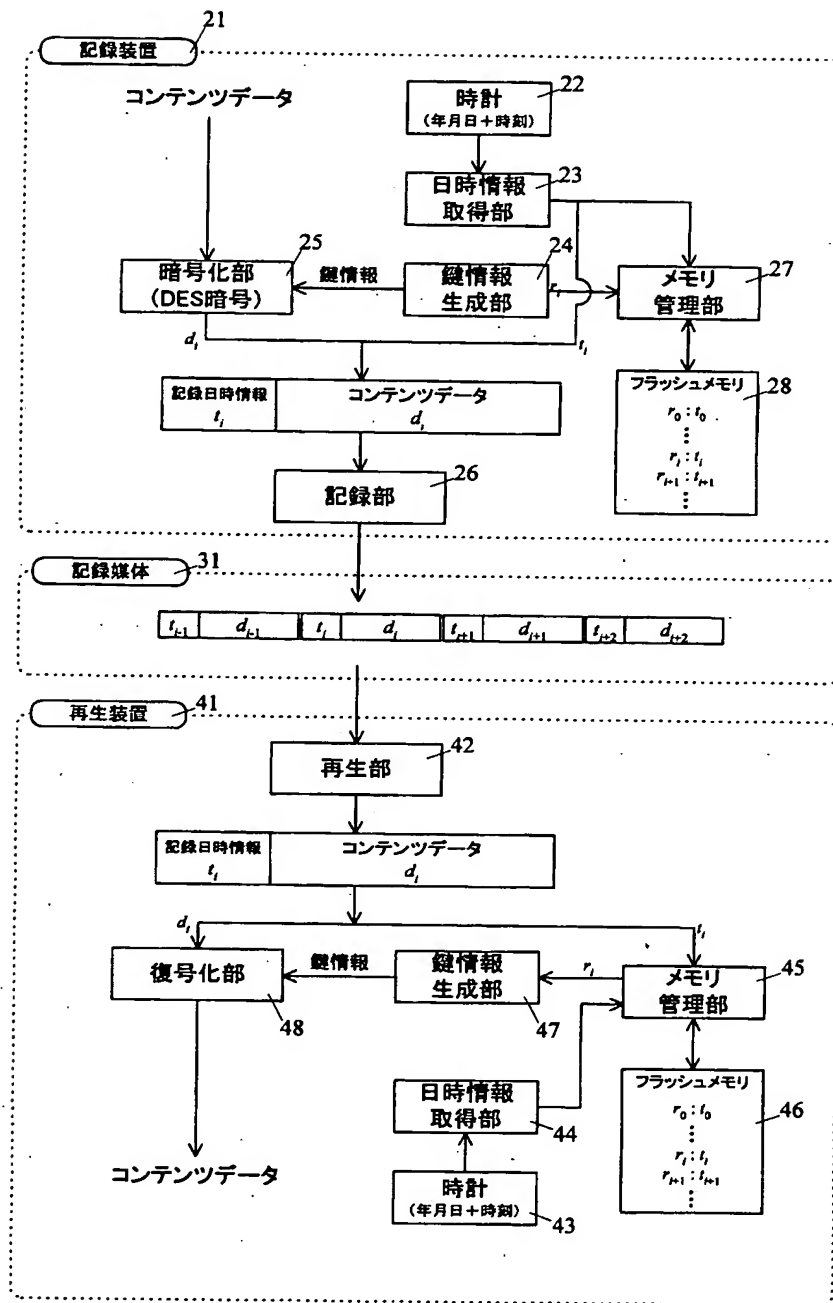 記録装置
21
コンテンツデータ
時計
(年月日+時刻)
22
日時情報
取得部
23
暗号化部
(DES暗号)
25
鍵情報
鍵情報
生成部
24
r_i
メモリ
管理部
27
d_i
t_i
記録日時情報
t_i
コンテンツデータ
d_i
フラッシュメモリ
28
r_0 : t_0
⋮
r_i : t_i
r_{i+1} : t_{i+1}
⋮
記録部
26
記録媒体
31
t_{i-1} d_{i-1} t_i d_i t_{i+1} d_{i+1} t_{i+2} d_{i+2}
再生装置
41
再生部
42
記録日時情報
t_i
コンテンツデータ
d_i
d_i
t_i
復号化部
48
鍵情報
鍵情報
生成部
47
r_i
メモリ
管理部
45
日時情報
取得部
44
フラッシュメモリ
46
r_0 : t_0
⋮
r_i : t_i
r_{i+1} : t_{i+1}
⋮
コンテンツデータ
時計
(年月日+時刻)
43